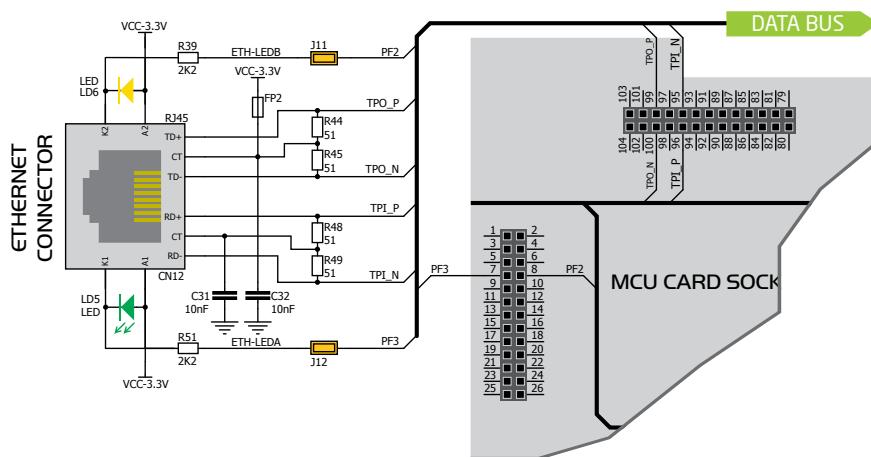 DATA BUS
VCC-3.3V
R39
2K2
ETH-LEDB
J11
PF2
VCC-3.3V
FP2
LED
LD6
K2
A2
RJ45
TD+
CT
TD-
RD+
CT
RD-
K1
A1
CN12
ETHERNET
CONNECTOR
TPO_P
R44
51
R45
51
TPO_N
TPI_P
R48
51
R49
51
TPI_N
C31
10nF
C32
10nF
LD5
LED
R51
2K2
ETH-LEDA
J12
PF3
VCC-3.3V
TPO_P
TPI_N
103 101 99 97 95 93 91 89 87 85 83 81 79
104 102 100 98 96 94 92 90 88 86 84 82 80
TPO_N
TPI_P
PF3
PF2
1 2
3 4
5 6
7 8
9 10
11 12
13 14
15 16
17 18
19 20
21 22
23 24
25 26
MCU CARD SOCK